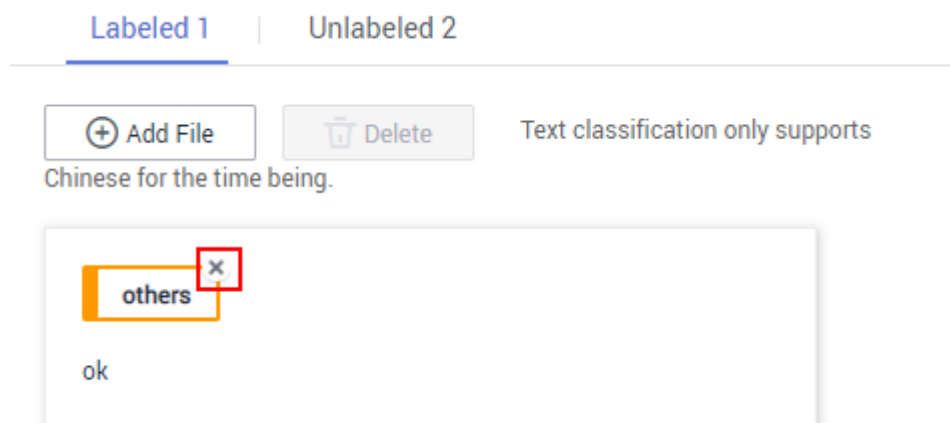 Labeled 1 Unlabeled 2
Add File Delete Text classification only supports
Chinese for the time being.
others
ok